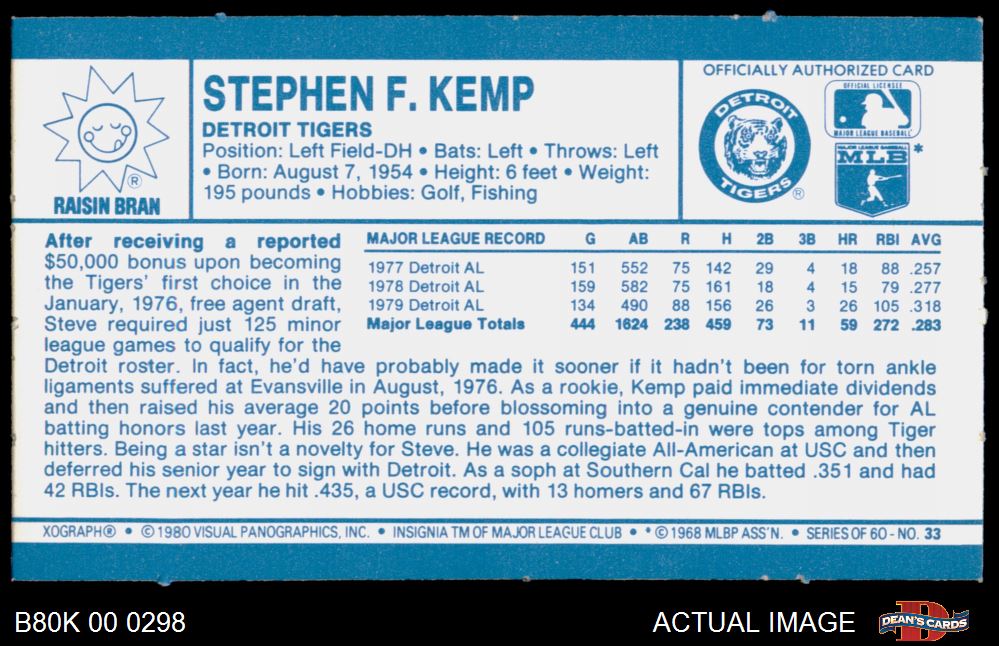 STEPHEN F. KEMP
DETROIT TIGERS
Position: Left Field-DH • Bats: Left • Throws: Left
• Born: August 7, 1954 • Height: 6 feet • Weight:
195 pounds • Hobbies: Golf, Fishing
®
RAISIN BRAN
OFFICIALLY AUTHORIZED CARD
DETROIT
TIGERS
®
OFFICIAL LICENSEE
MAJOR LEAGUE BASEBALL
MAJOR LEAGUE BASEBALL
MLB *
After receiving a reported
$50,000 bonus upon becoming
the Tigers' first choice in the
January, 1976, free agent draft,
Steve required just 125 minor
league games to qualify for the
MAJOR LEAGUE RECORD G AB R H 2B 3B HR RBI AVG
1977 Detroit AL 151 552 75 142 29 4 18 88 .257
1978 Detroit AL 159 582 75 161 18 4 15 79 .277
1979 Detroit AL 134 490 88 156 26 3 26 105 .318
Major League Totals 444 1624 238 459 73 11 59 272 .283
Detroit roster. In fact, he'd have probably made it sooner if it hadn't been for torn ankle
ligaments suffered at Evansville in August, 1976. As a rookie, Kemp paid immediate dividends
and then raised his average 20 points before blossoming into a genuine contender for AL
batting honors last year. His 26 home runs and 105 runs-batted-in were tops among Tiger
hitters. Being a star isn't a novelty for Steve. He was a collegiate All-American at USC and then
deferred his senior year to sign with Detroit. As a soph at Southern Cal he batted .351 and had
42 RBIs. The next year he hit .435, a USC record, with 13 homers and 67 RBIs.
XOGRAPH® • ©1980 VISUAL PANOGRAPHICS, INC. • INSIGNIA TM OF MAJOR LEAGUE CLUB • * ©1968 MLBP ASS'N. • SERIES OF 60 - NO. 33
B80K 00 0298
ACTUAL IMAGE
D
DEAN'S CARDS